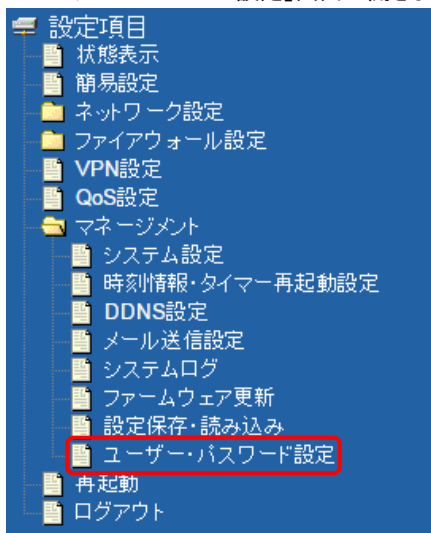 設定項目
状態表示
簡易設定
ネットワーク設定
ファイアウォール設定
VPN設定
QoS設定
マネージメント
システム設定
時刻情報・タイマー再起動設定
DDNS設定
メール送信設定
システムログ
ファームウェア更新
設定保存・読み込み
ユーザー・パスワード設定
再起動
ログアウト